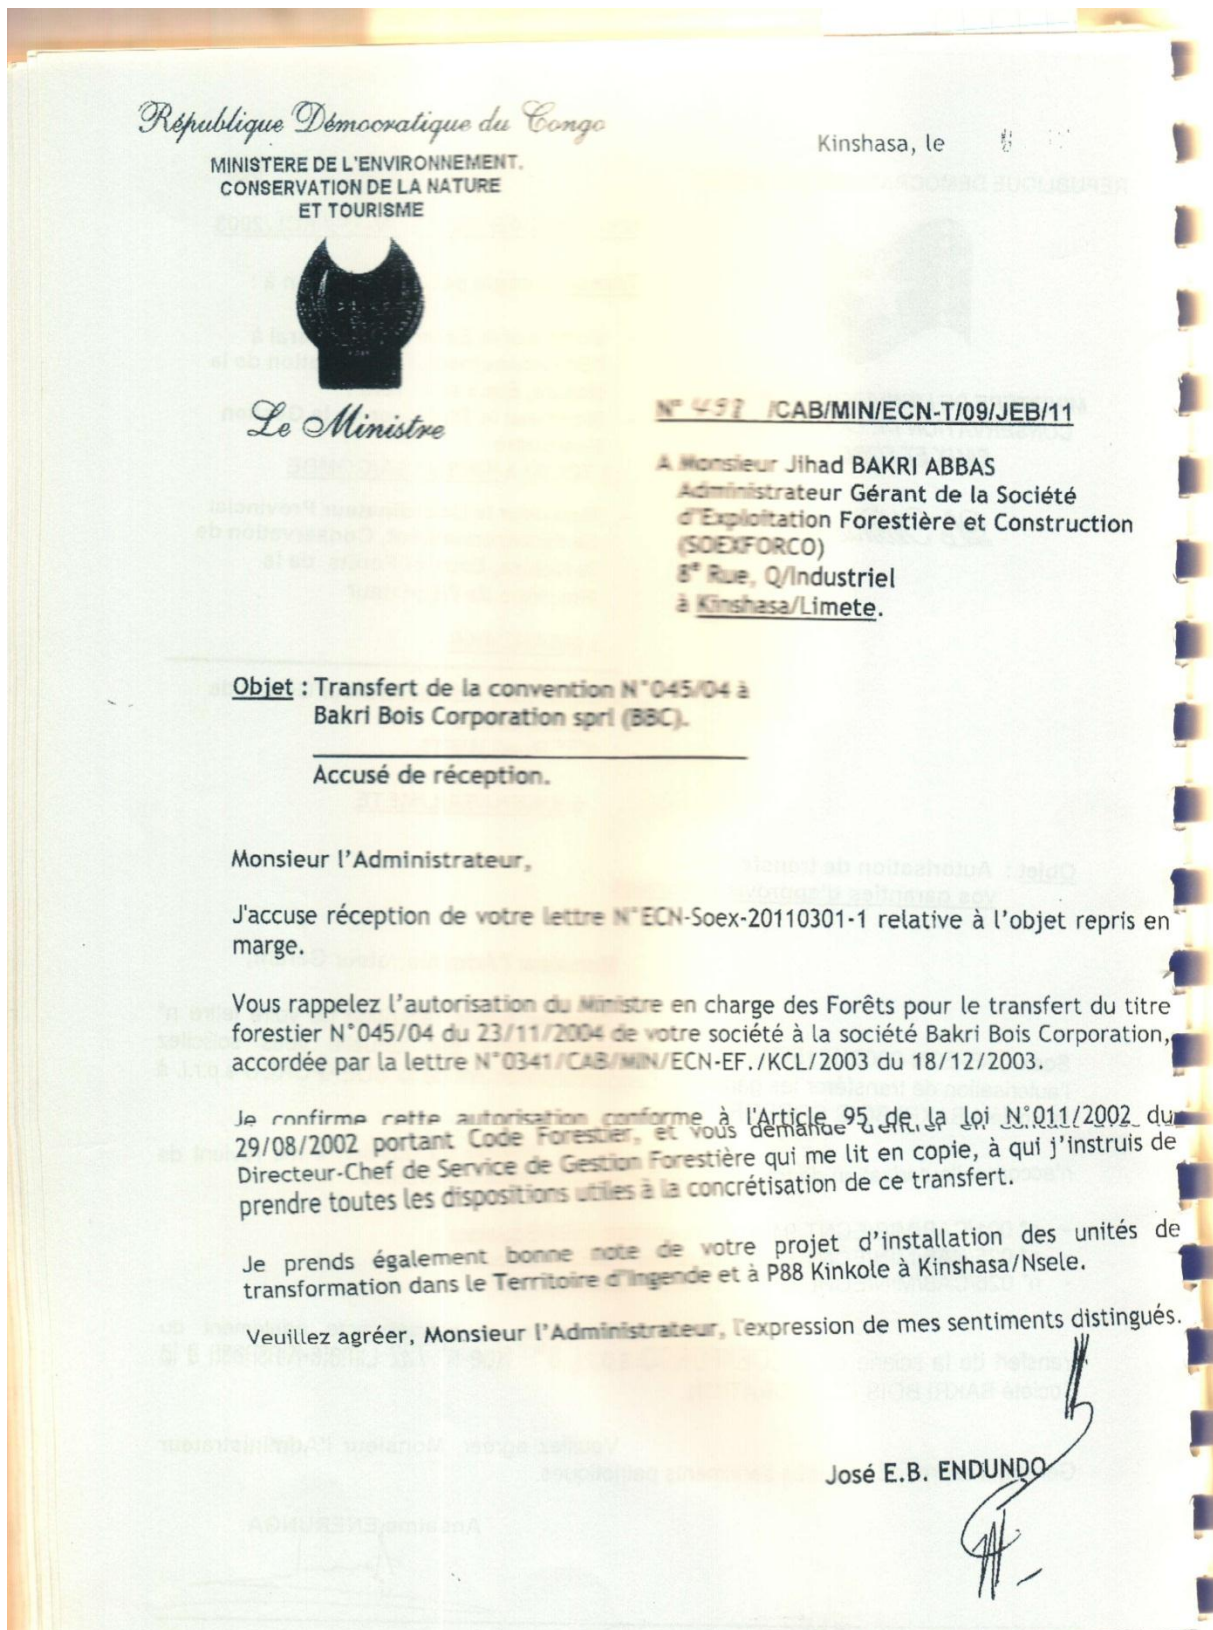 République Démocratique du Congo
MINISTERE DE L'ENVIRONNEMENT.
CONSERVATION DE LA NATURE
ET TOURISME
Kinshasa, le
Le Ministre
N° /CAB/MIN/ECN-T/09/JEB/11
A Monsieur Jihad BAKRI ABBAS
Administrateur Gérant de la Société
d'Exploitation Forestière et Construction
(SOEXFORCO)
8e Rue, Q/Industriel
à Kinshasa/Limete.
Objet : Transfert de la convention N°045/04 à
Bakri Bois Corporation sprl (BBC).
Accusé de réception.
Monsieur l'Administrateur,
J'accuse réception de votre lettre N°ECN-Soex-20110301-1 relative à l'objet repris en
marge.
Vous rappelez l'autorisation du Ministre en charge des Forêts pour le transfert du titre
forestier N°045/04 du 23/11/2004 de votre société à la société Bakri Bois Corporation,
accordée par la lettre N°0341/CAB/MIN/ECN-EF./KCL/2003 du 18/12/2003.
Je confirme cette autorisation conforme à l'Article 95 de la loi N°011/2002 du
29/08/2002 portant Code Forestier, et vous demande
Directeur-Chef de Service de Gestion Forestière qui me lit en copie, à qui j'instruis de
prendre toutes les dispositions utiles à la concrétisation de ce transfert.
Je prends également bonne note de votre projet d'installation des unités de
transformation dans le Territoire d'Ingende et à P88 Kinkole à Kinshasa/Nsele.
Veuillez agréer, Monsieur l'Administrateur, l'expression de mes sentiments distingués.
José E.B. ENDUNDO